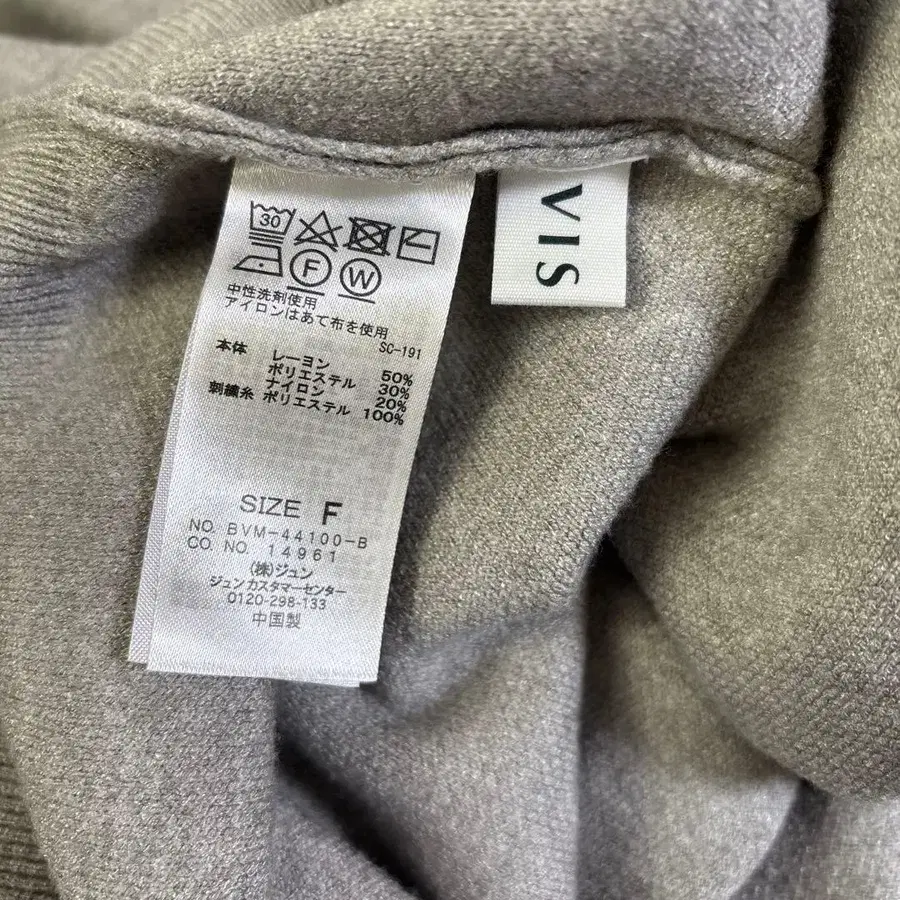 30
F W
中性洗剤使用
アイロンはあて布を使用
SC-191
本体 レーヨン 50%
ポリエステル 30%
ナイロン 20%
刺繍糸 ポリエステル 100%
SIZE F
NO. BVM-44100-B
CO. NO. 14961
(株)ジュン
ジュンカスタマーセンター
0120-298-133
中国製
VIS